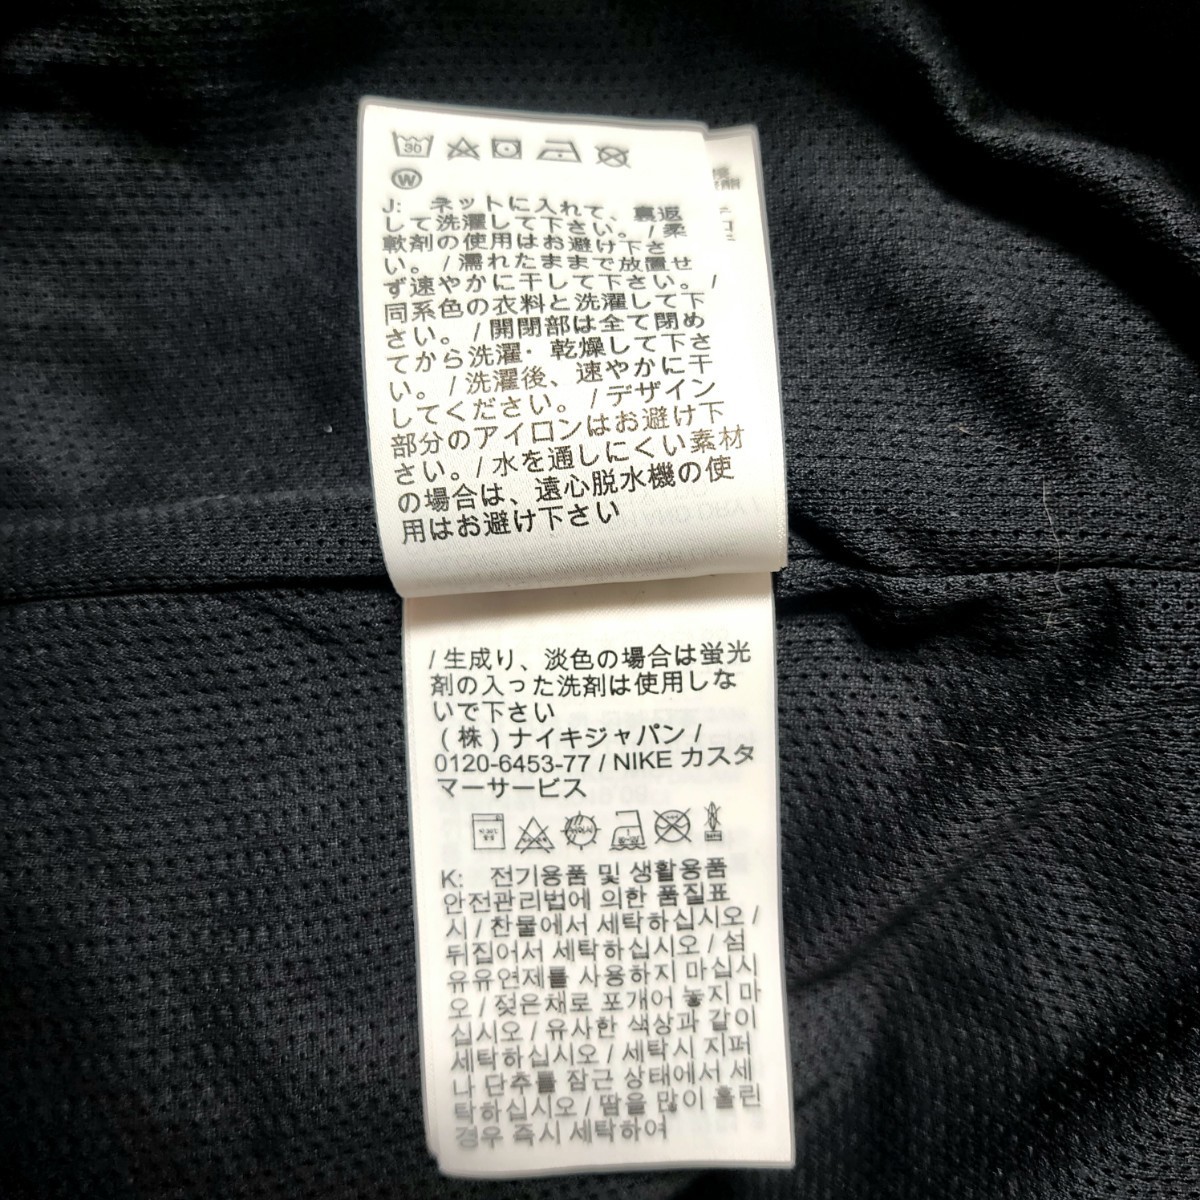 30
W
J: ネットに入れて、裏返
して洗濯して下さい。/ 柔
軟剤の使用はお避け下さ
い。/ 濡れたままで放置せ
ず速やかに干して下さい。/
同系色の衣料と洗濯して下
さい。/ 開閉部は全て閉め
てから洗濯・乾燥して下さ
い。/ 洗濯後、速やかに干
してください。/ デザイン
部分のアイロンはお避け下
さい。/ 水を通しにくい素材
の場合は、遠心脱水機の使
用はお避け下さい
/ 生成り、淡色の場合は蛍光
剤の入った洗剤は使用しな
いで下さい
(株)ナイキジャパン /
0120-6453-77 / NIKE カスタ
マーサービス
K: 전기용품 및 생활용품
안전관리법에 의한 품질표
시 / 찬물에서 세탁하십시오 /
뒤집어서 세탁하십시오 / 섬
유유연제를 사용하지 마십시
오 / 젖은채로 포개어 놓지 마
십시오 / 유사한 색상과 같이
세탁하십시오 / 세탁시 지퍼
나 단추를 잠근 상태에서 세
탁하십시오 / 땀을 많이 흘린
경우 즉시 세탁하여